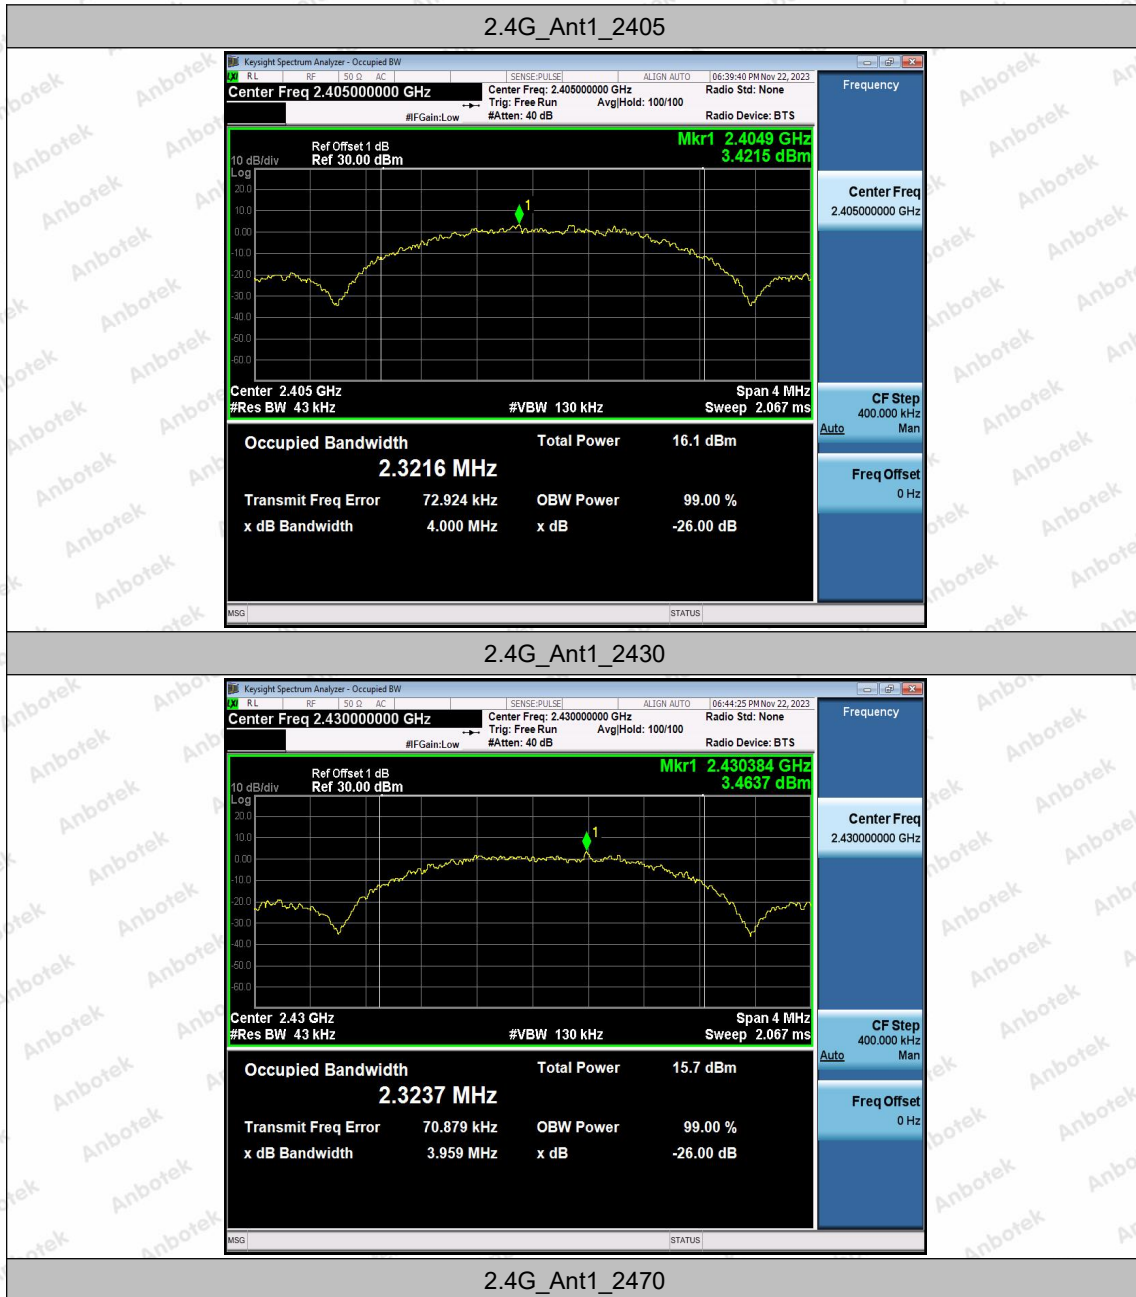 2.4G_Ant1_2405
Keysight Spectrum Analyzer - Occupied BW
RL RF 50 Ω AC SENSE:PULSE ALIGN AUTO 06:39:40 PM Nov 22, 2023
Center Freq 2.405000000 GHz
Center Freq: 2.405000000 GHz
Radio Std: None
Trig: Free Run Avg|Hold: 100/100
#IFGain:Low #Atten: 40 dB Radio Device: BTS
Frequency
Mkr1 2.4049 GHz
3.4215 dBm
Ref Offset 1 dB
10 dB/div Ref 30.00 dBm
Log
20.0
10.0
0.00
-10.0
-20.0
-30.0
-40.0
-50.0
-60.0
1
Center Freq
2.405000000 GHz
Center 2.405 GHz Span 4 MHz
#Res BW 43 kHz #VBW 130 kHz Sweep 2.067 ms
CF Step
400.000 kHz
Auto Man
Occupied Bandwidth Total Power 16.1 dBm
2.3216 MHz
Freq Offset
0 Hz
Transmit Freq Error 72.924 kHz OBW Power 99.00 %
x dB Bandwidth 4.000 MHz x dB -26.00 dB
MSG STATUS
2.4G_Ant1_2430
Keysight Spectrum Analyzer - Occupied BW
RL RF 50 Ω AC SENSE:PULSE ALIGN AUTO 06:44:25 PM Nov 22, 2023
Center Freq 2.430000000 GHz
Center Freq: 2.430000000 GHz
Radio Std: None
Trig: Free Run Avg|Hold: 100/100
#IFGain:Low #Atten: 40 dB Radio Device: BTS
Frequency
Mkr1 2.430384 GHz
3.4637 dBm
Ref Offset 1 dB
10 dB/div Ref 30.00 dBm
Log
20.0
10.0
0.00
-10.0
-20.0
-30.0
-40.0
-50.0
-60.0
1
Center Freq
2.430000000 GHz
Center 2.43 GHz Span 4 MHz
#Res BW 43 kHz #VBW 130 kHz Sweep 2.067 ms
CF Step
400.000 kHz
Auto Man
Occupied Bandwidth Total Power 15.7 dBm
2.3237 MHz
Freq Offset
0 Hz
Transmit Freq Error 70.879 kHz OBW Power 99.00 %
x dB Bandwidth 3.959 MHz x dB -26.00 dB
MSG STATUS
2.4G_Ant1_2470
Anbotek